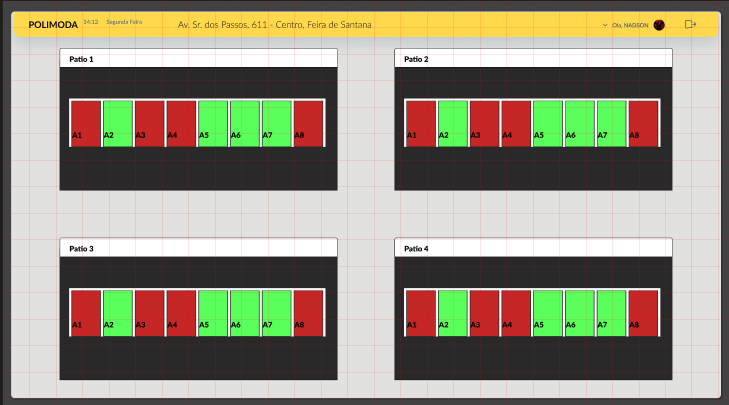 POLIMODA 14:12 Segunda Feira Av. Sr. dos Passos. 611 - Centro, Feira de Santana Ola. NADSON
Patio 1 Patio 2
A1 A2 A3 A4 A5 A6 A7 A8 A1 A2 A3 A4 A5 A6 A7 A8
Patio 3 Patio 4
A1 A2 A3 A4 A5 A6 A7 A8 A1 A2 A3 A4 A5 A6 A7 A8